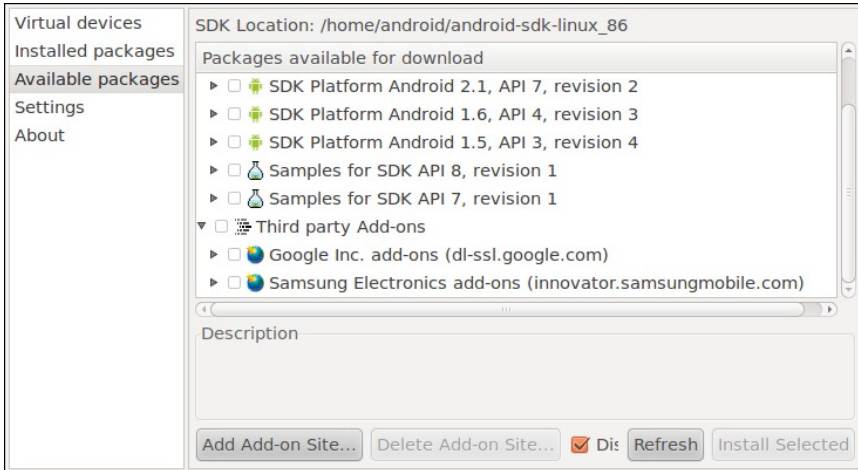 Virtual devices
Installed packages
Available packages
Settings
About
SDK Location: /home/android/android-sdk-linux_86
Packages available for download
SDK Platform Android 2.1, API 7, revision 2
SDK Platform Android 1.6, API 4, revision 3
SDK Platform Android 1.5, API 3, revision 4
Samples for SDK API 8, revision 1
Samples for SDK API 7, revision 1
Third party Add-ons
Google Inc. add-ons (dl-ssl.google.com)
Samsung Electronics add-ons (innovator.samsungmobile.com)
Description
Add Add-on Site... Delete Add-on Site... Dis Refresh Install Selected